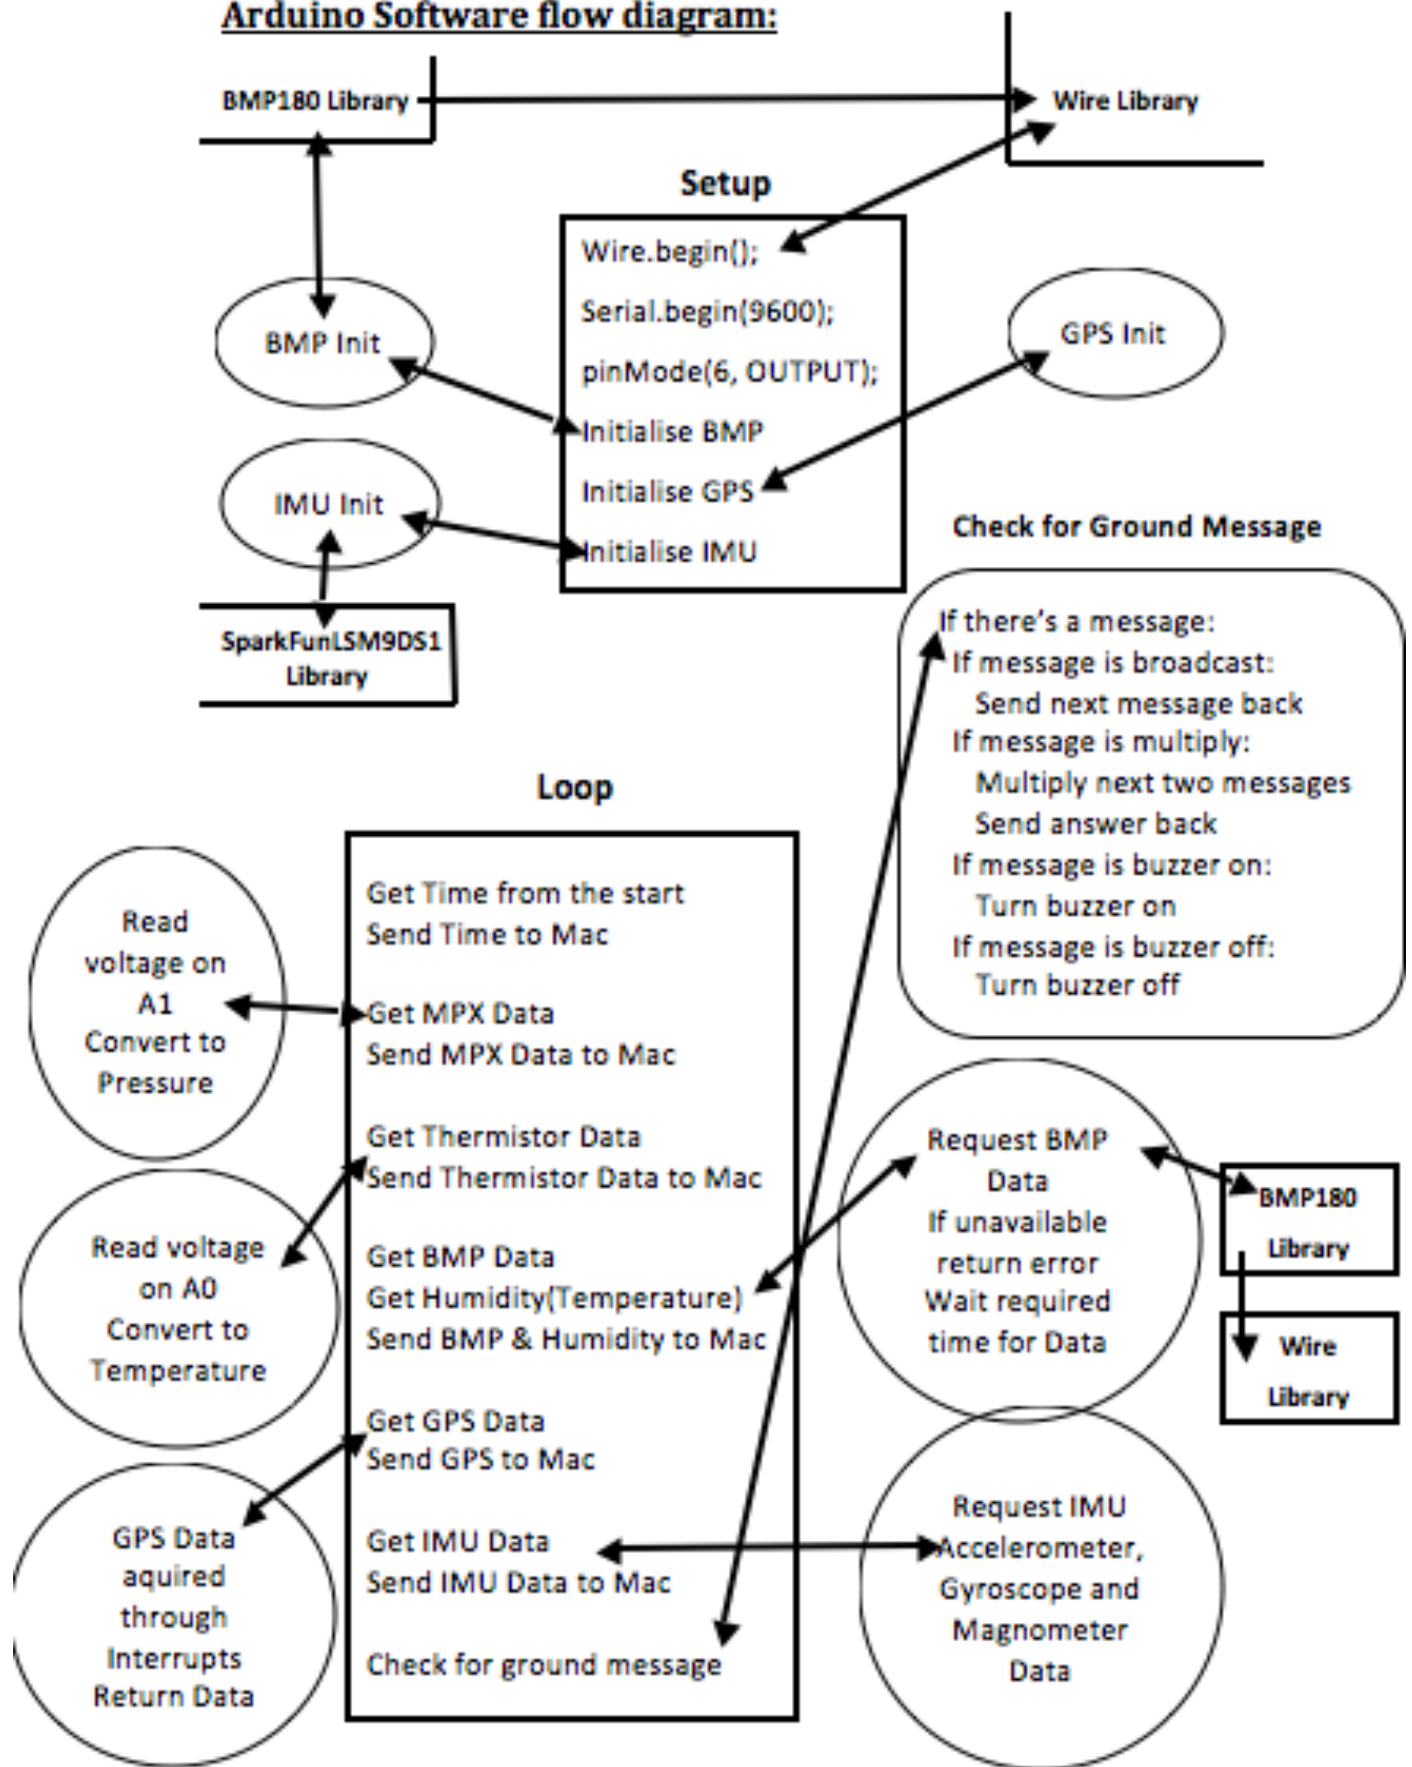 Arduino Software flow diagram:
BMP180 Library
Wire Library
Setup
Wire.begin();
Serial.begin(9600);
pinMode(6, OUTPUT);
Initialise BMP
Initialise GPS
Initialise IMU
BMP Init
GPS Init
IMU Init
SparkFunLSM9DS1
Library
Check for Ground Message
If there's a message:
If message is broadcast:
Send next message back
If message is multiply:
Multiply next two messages
Send answer back
If message is buzzer on:
Turn buzzer on
If message is buzzer off:
Turn buzzer off
Loop
Get Time from the start
Send Time to Mac
Get MPX Data
Send MPX Data to Mac
Get Thermistor Data
Send Thermistor Data to Mac
Get BMP Data
Get Humidity(Temperature)
Send BMP & Humidity to Mac
Get GPS Data
Send GPS to Mac
Get IMU Data
Send IMU Data to Mac
Check for ground message
Read
voltage on
A1
Convert to
Pressure
Read voltage
on A0
Convert to
Temperature
GPS Data
aquired
through
Interrupts
Return Data
Request BMP
Data
If unavailable
return error
Wait required
time for Data
BMP180
Library
Wire
Library
Request IMU
Accelerometer,
Gyroscope and
Magnometer
Data